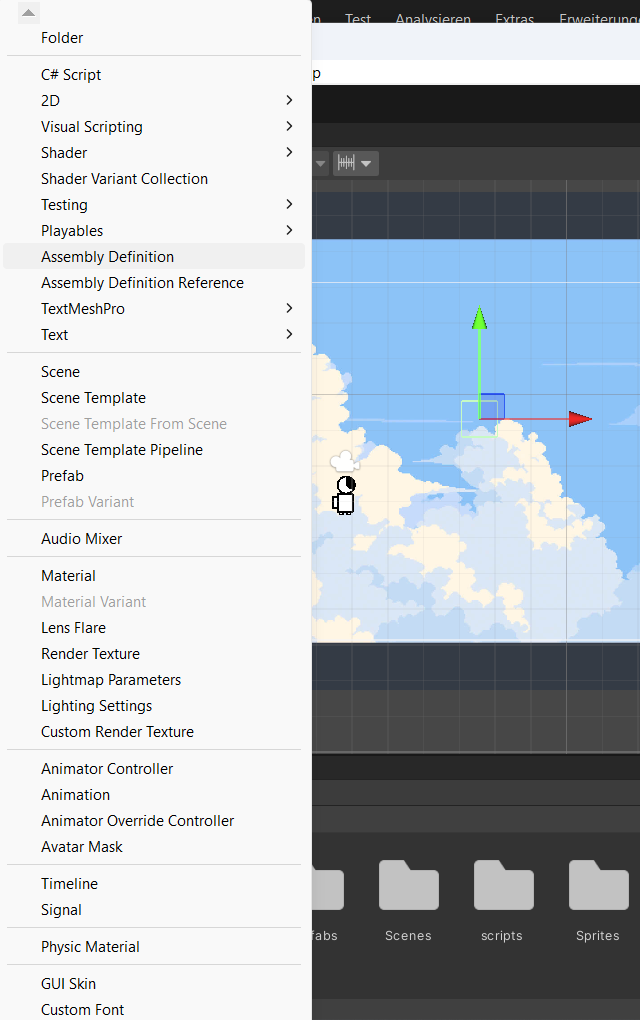 Folder
C# Script
2D
Visual Scripting
Shader
Shader Variant Collection
Testing
Playables
Assembly Definition
Assembly Definition Reference
TextMeshPro
Text
Scene
Scene Template
Scene Template From Scene
Scene Template Pipeline
Prefab
Prefab Variant
Audio Mixer
Material
Material Variant
Lens Flare
Render Texture
Lightmap Parameters
Lighting Settings
Custom Render Texture
Animator Controller
Animation
Animator Override Controller
Avatar Mask
Timeline
Signal
Physic Material
GUI Skin
Custom Font
n Test Analysieren Extras Erweiterung
p
fabs Scenes scripts Sprites